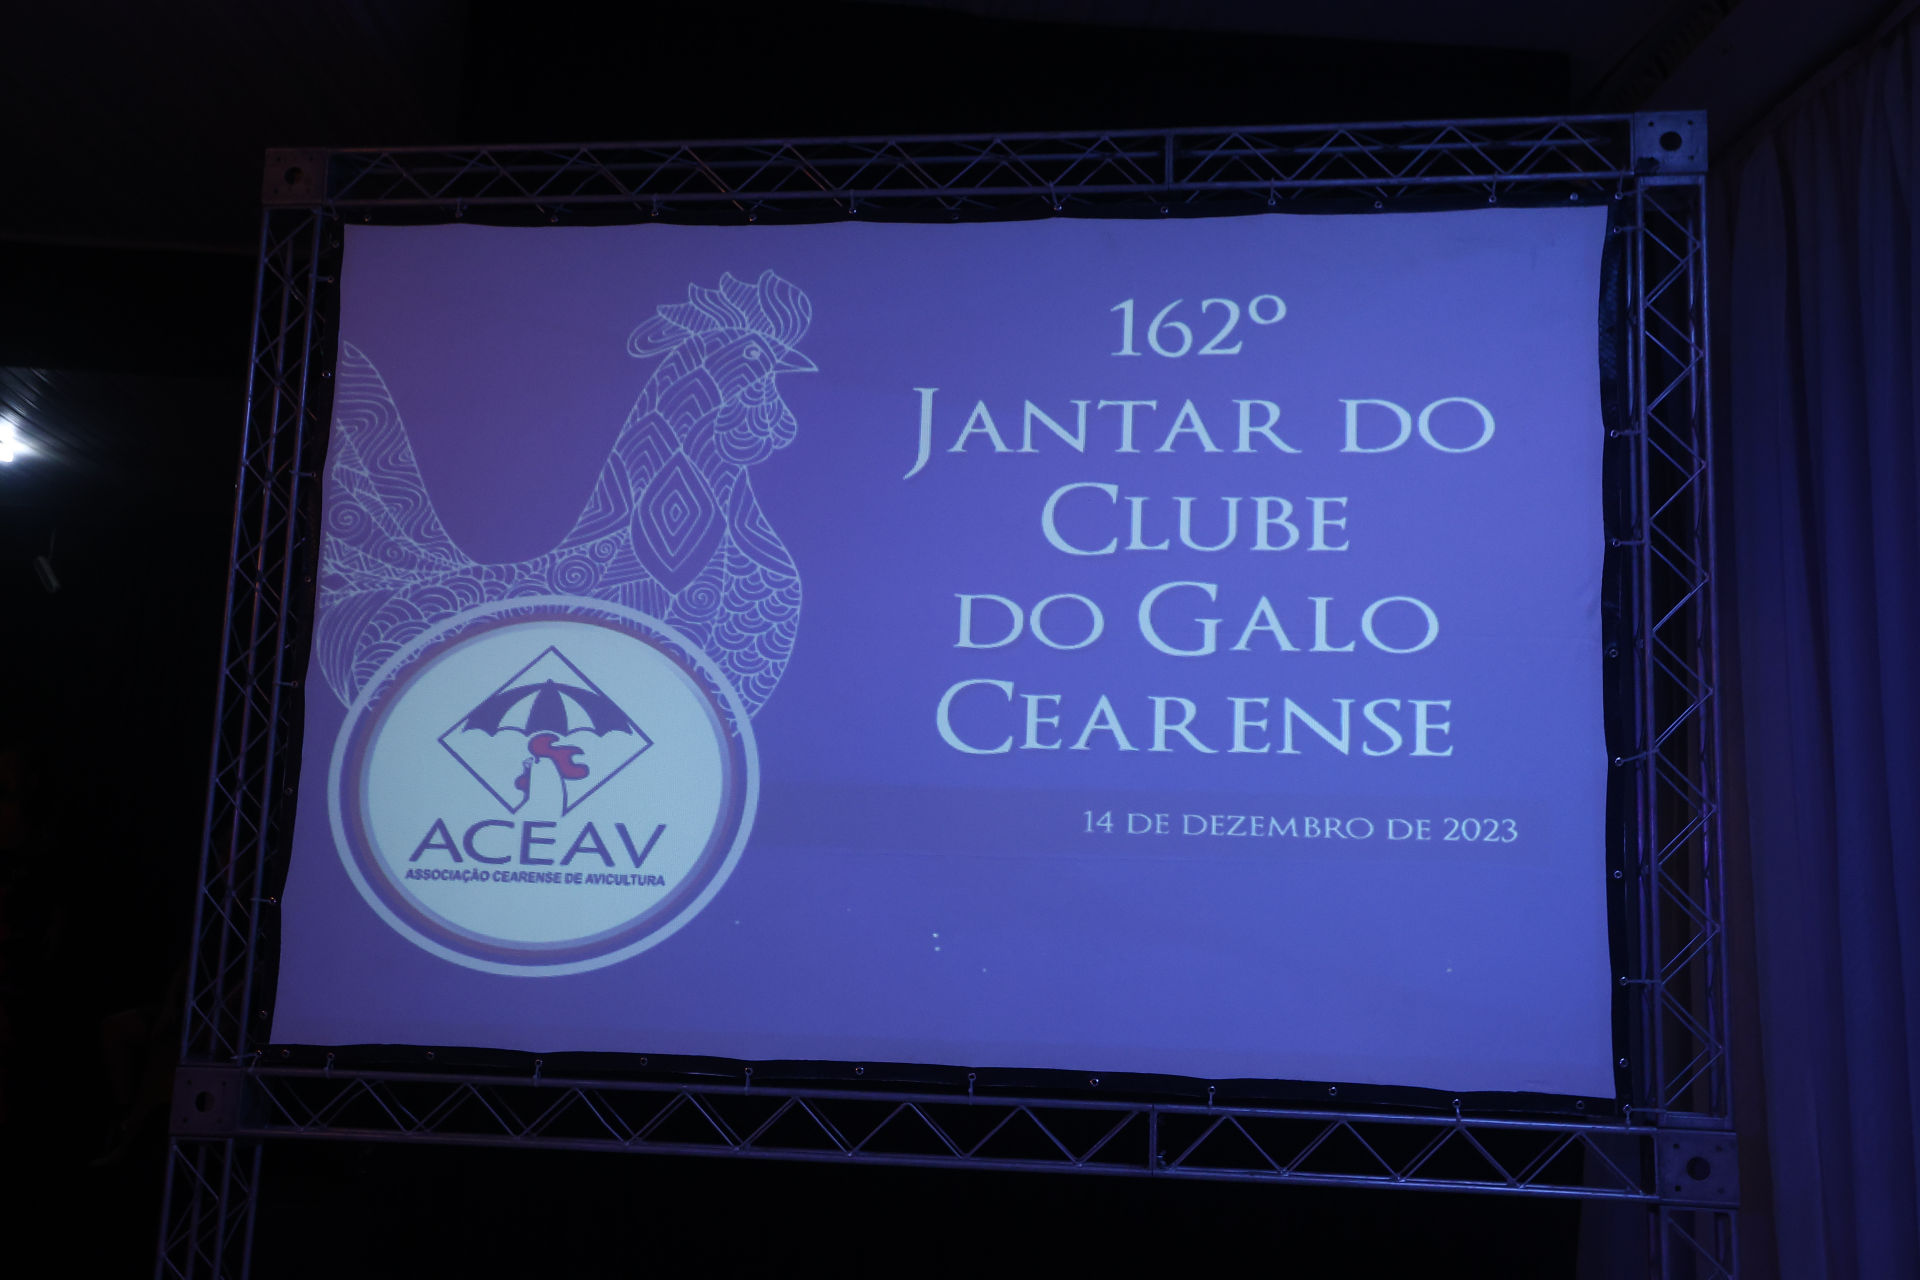 162º
JANTAR DO
CLUBE
DO GALO
CEARENSE
14 DE DEZEMBRO DE 2023
ACEAV
ASSOCIAÇÃO CEARENSE DE AVICULTURA